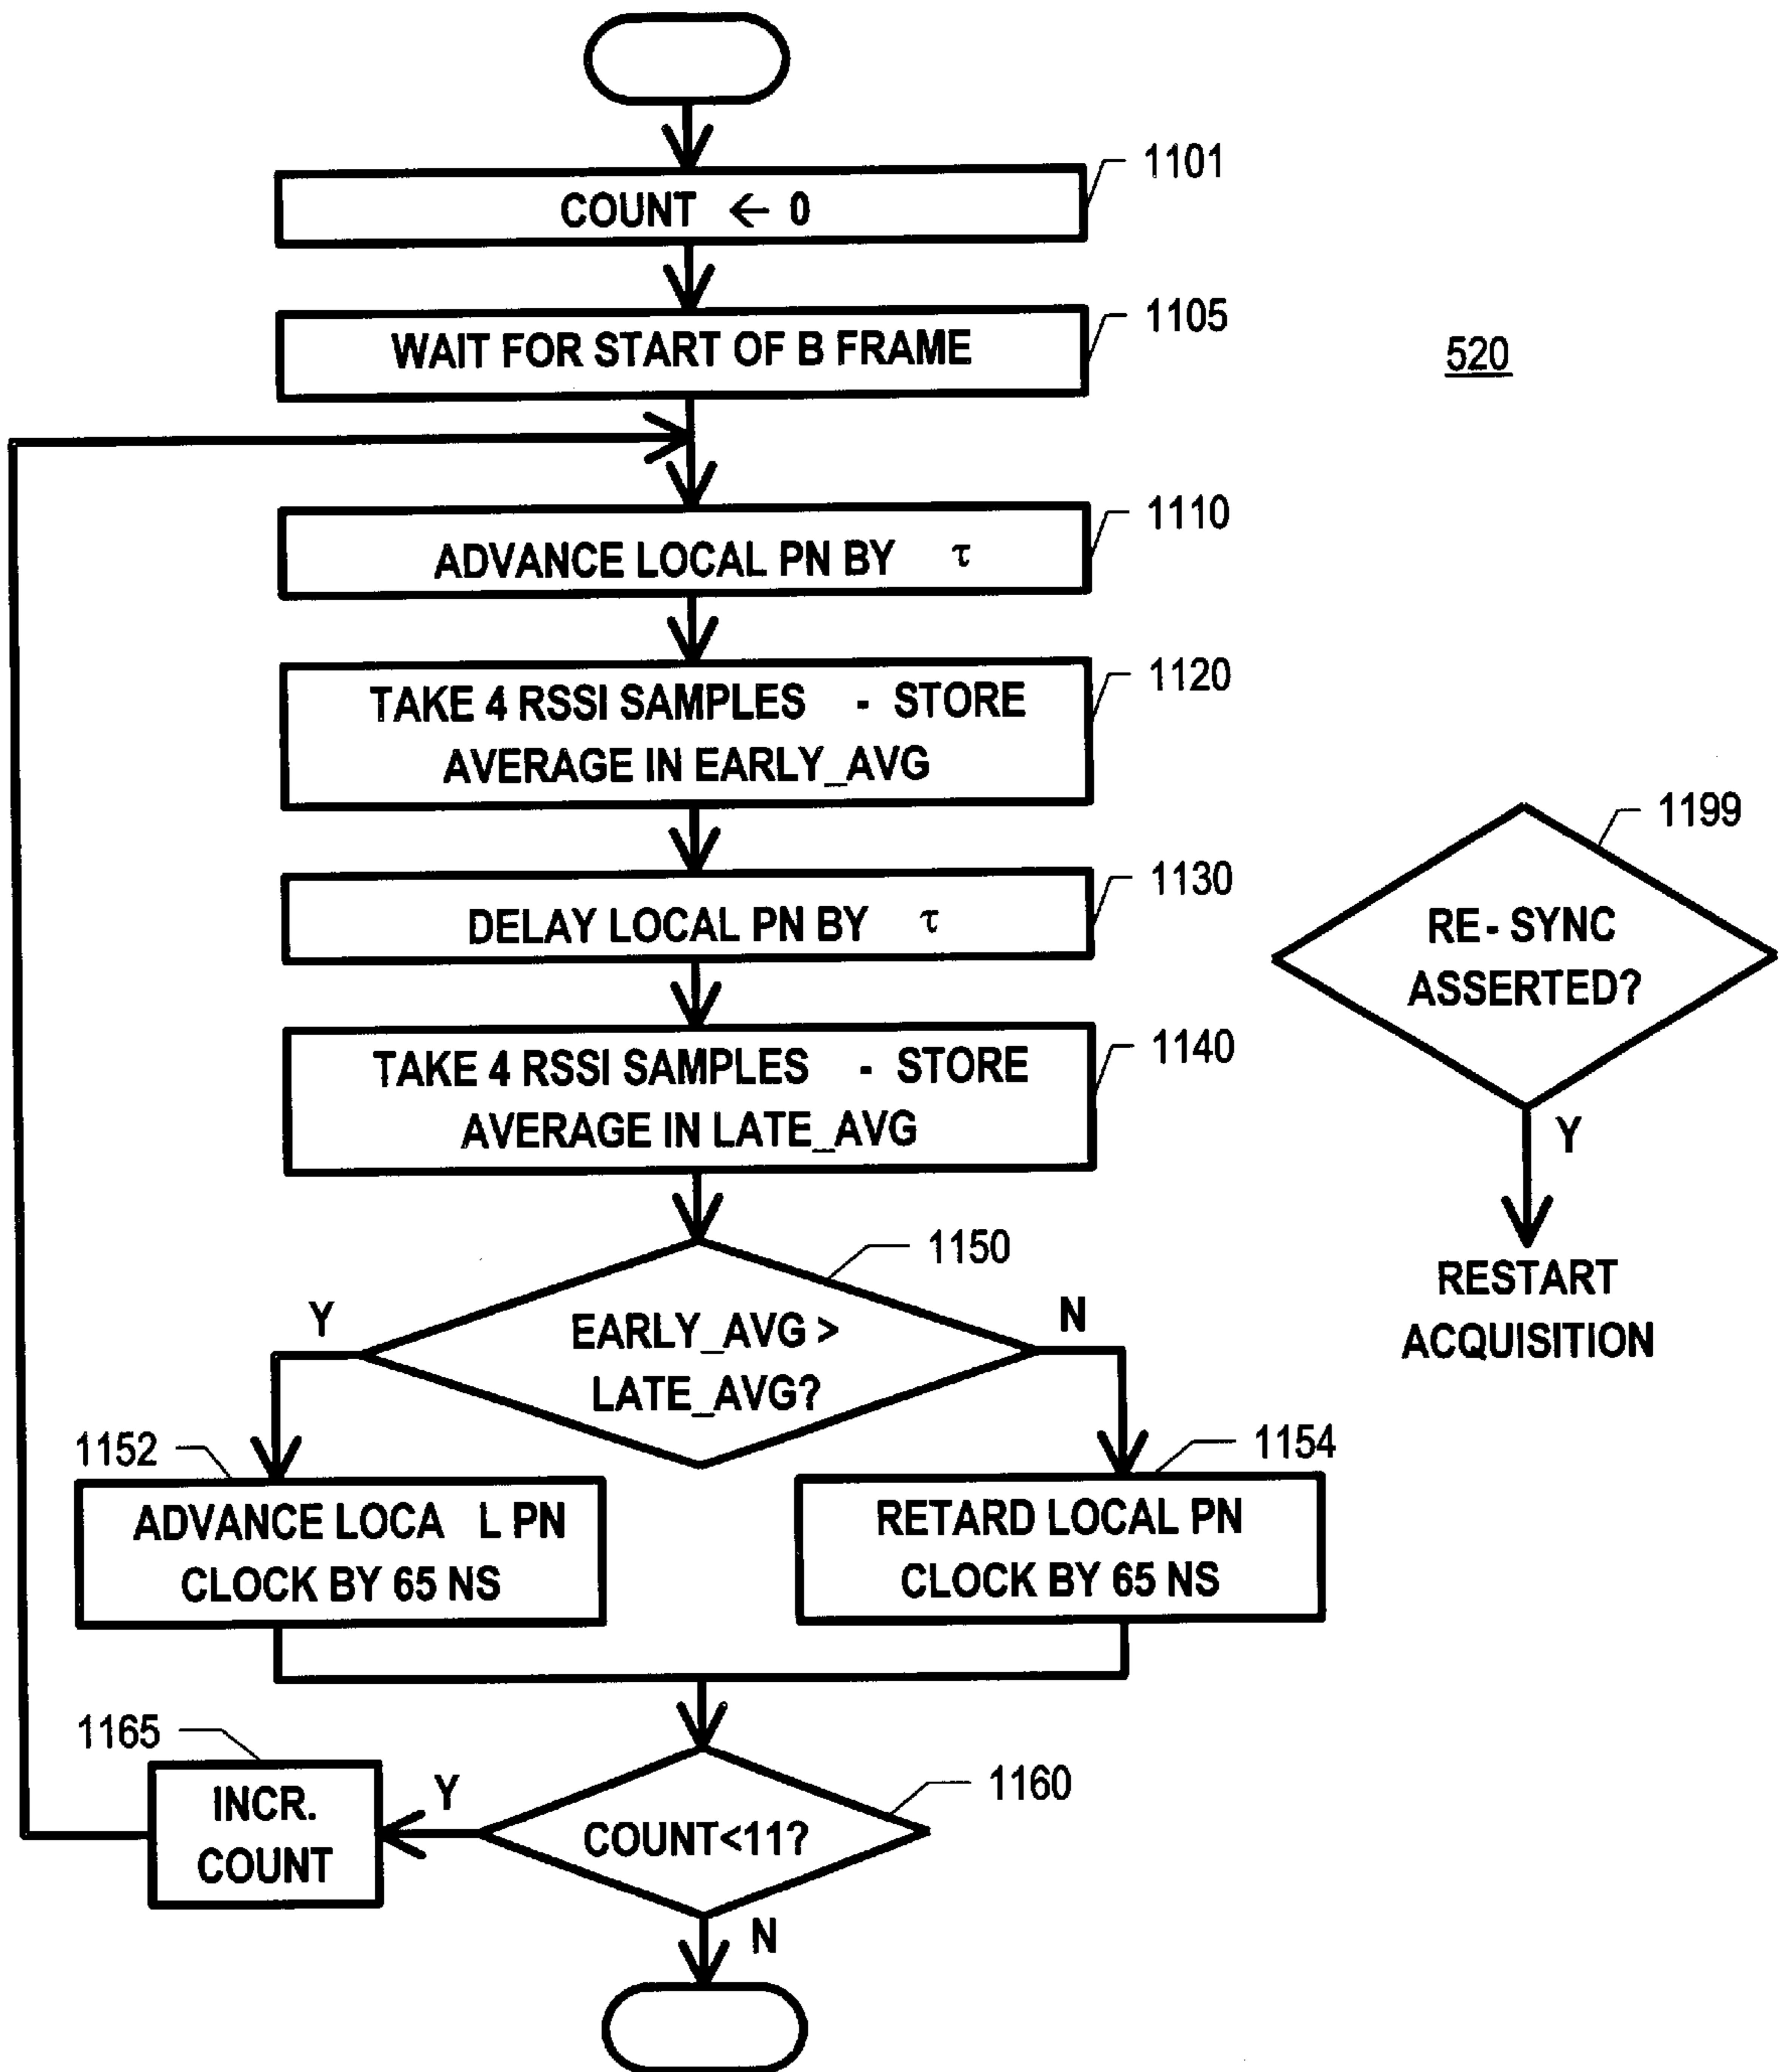 1101
COUNT ← 0
1105
WAIT FOR START OF B FRAME
520
1110
ADVANCE LOCAL PN BY τ
1120
TAKE 4 RSSI SAMPLES - STORE
AVERAGE IN EARLY_AVG
1130
DELAY LOCAL PN BY τ
1199
RE- SYNC
ASSERTED?
Y
RESTART
ACQUISITION
1140
TAKE 4 RSSI SAMPLES - STORE
AVERAGE IN LATE_AVG
1150
EARLY_AVG >
LATE_AVG?
Y
N
1152
ADVANCE LOCA L PN
CLOCK BY 65 NS
1154
RETARD LOCAL PN
CLOCK BY 65 NS
1160
COUNT<11?
Y
1165
INCR.
COUNT
N